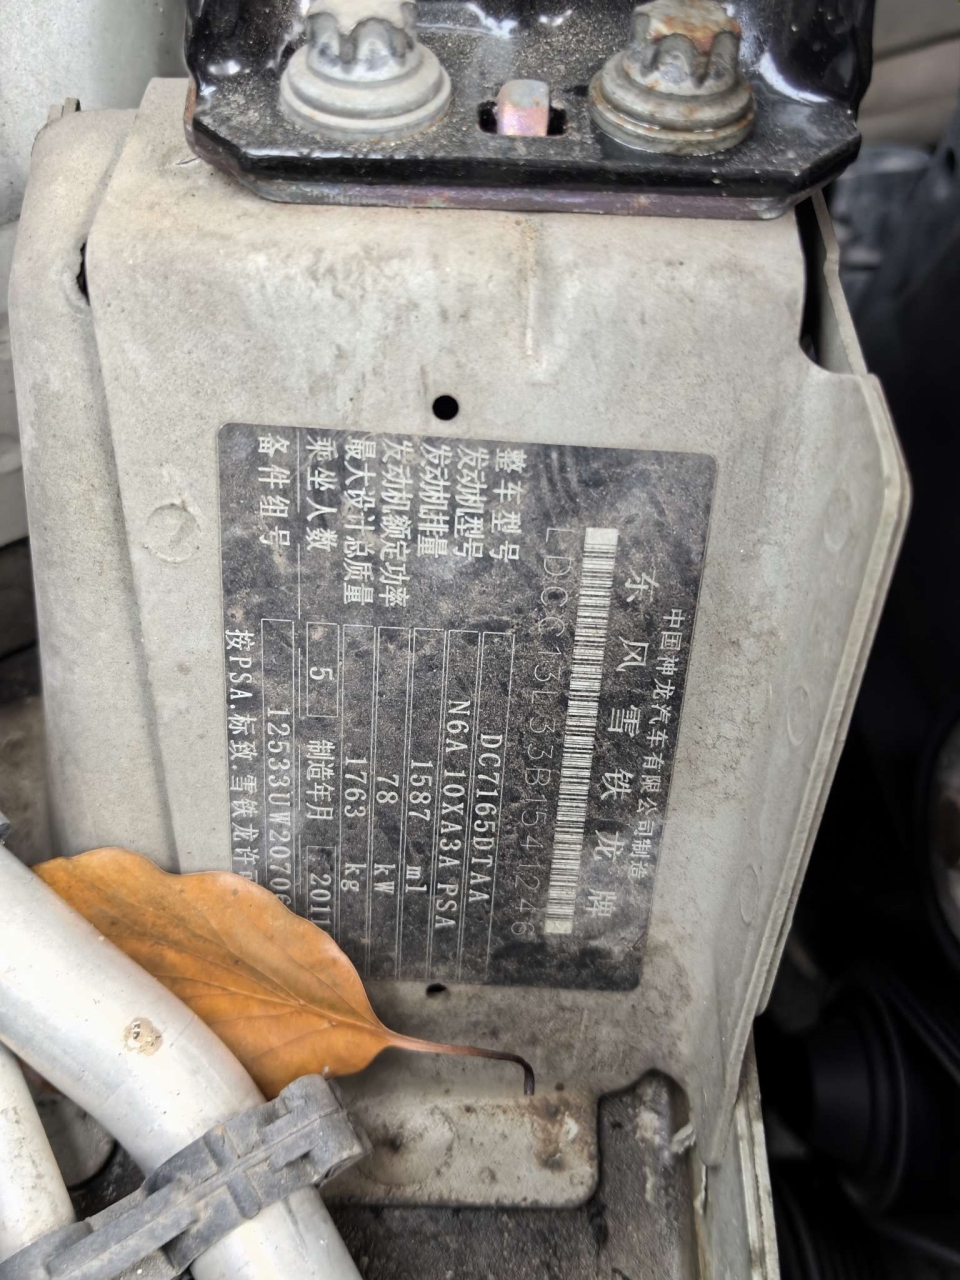 中国神龙汽车有限公司制造
东风雪铁龙牌
LDCC13L33B1541246
整车型号 DC7165DTAA
发动机型号 N6A 10XA3A PSA
发动机排量 1587 ml
发动机额定功率 78 kW
最大设计总质量 1763 kg
乘坐人数 5 制造年月 2011
备件组号 12533UW20706
按PSA.标致雪铁龙许